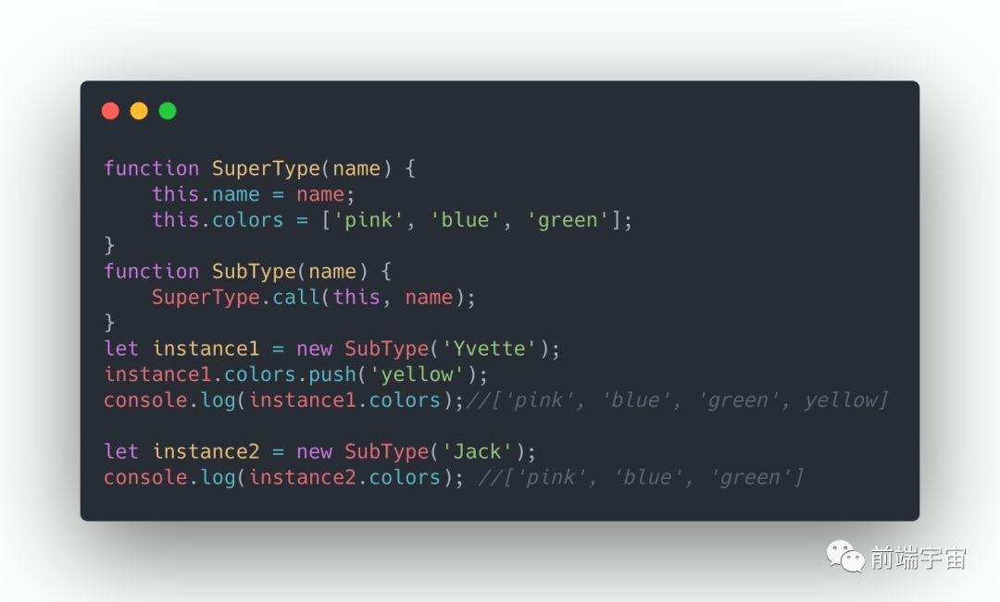 function SuperType(name) {
    this.name = name;
    this.colors = ['pink', 'blue', 'green'];
}
function SubType(name) {
    SuperType.call(this, name);
}
let instance1 = new SubType('Yvette');
instance1.colors.push('yellow');
console.log(instance1.colors);//['pink', 'blue', 'green', yellow]

let instance2 = new SubType('Jack');
console.log(instance2.colors); //['pink', 'blue', 'green']
前端宇宙